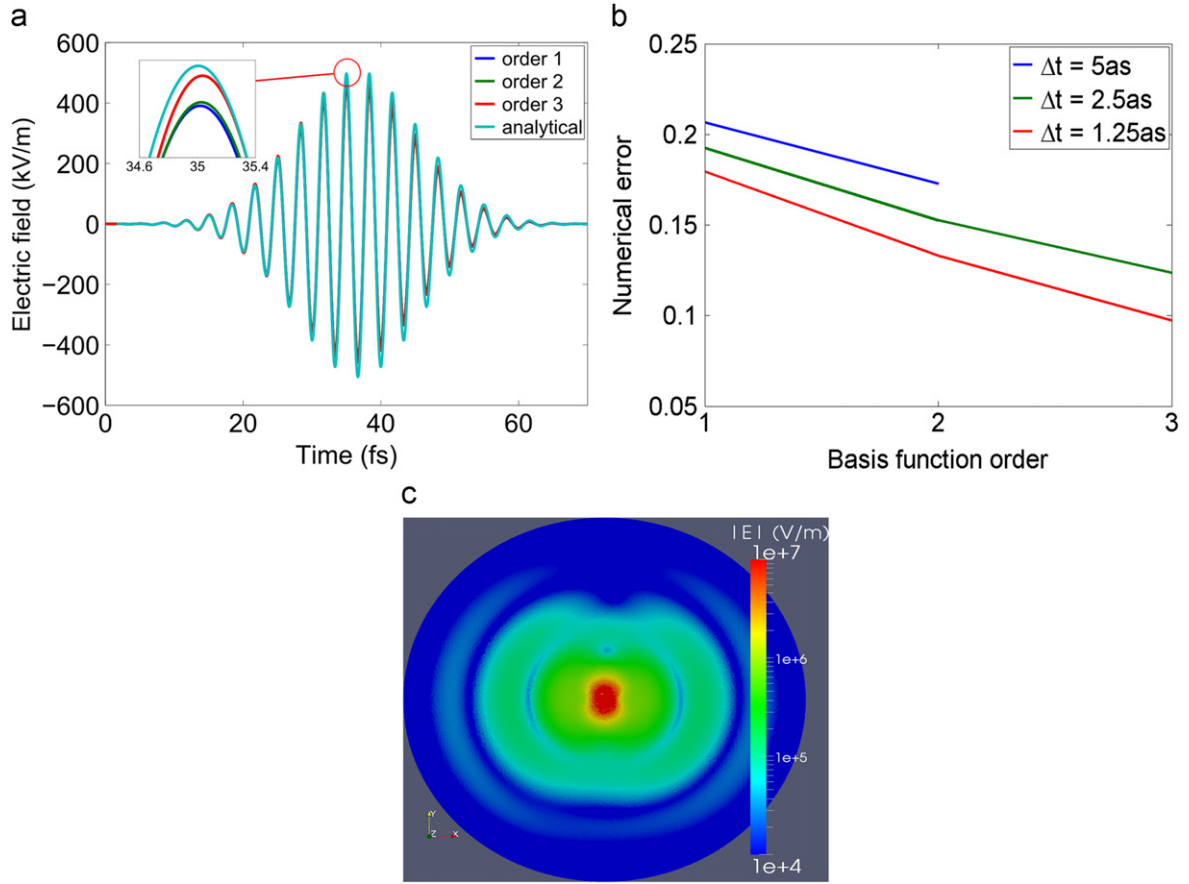 a
600
400
200
0
−200
−400
−600
0
20
40
60
Electric field (kV/m)
Time (fs)
34.6
35
35.4
order 1
order 2
order 3
analytical
b
0.25
0.2
0.15
0.1
0.05
1
2
3
Numerical error
Basis function order
Δt = 5as
Δt = 2.5as
Δt = 1.25as
c
|E| (V/m)
1e+7
1e+6
1e+5
1e+4
Y
Z
X